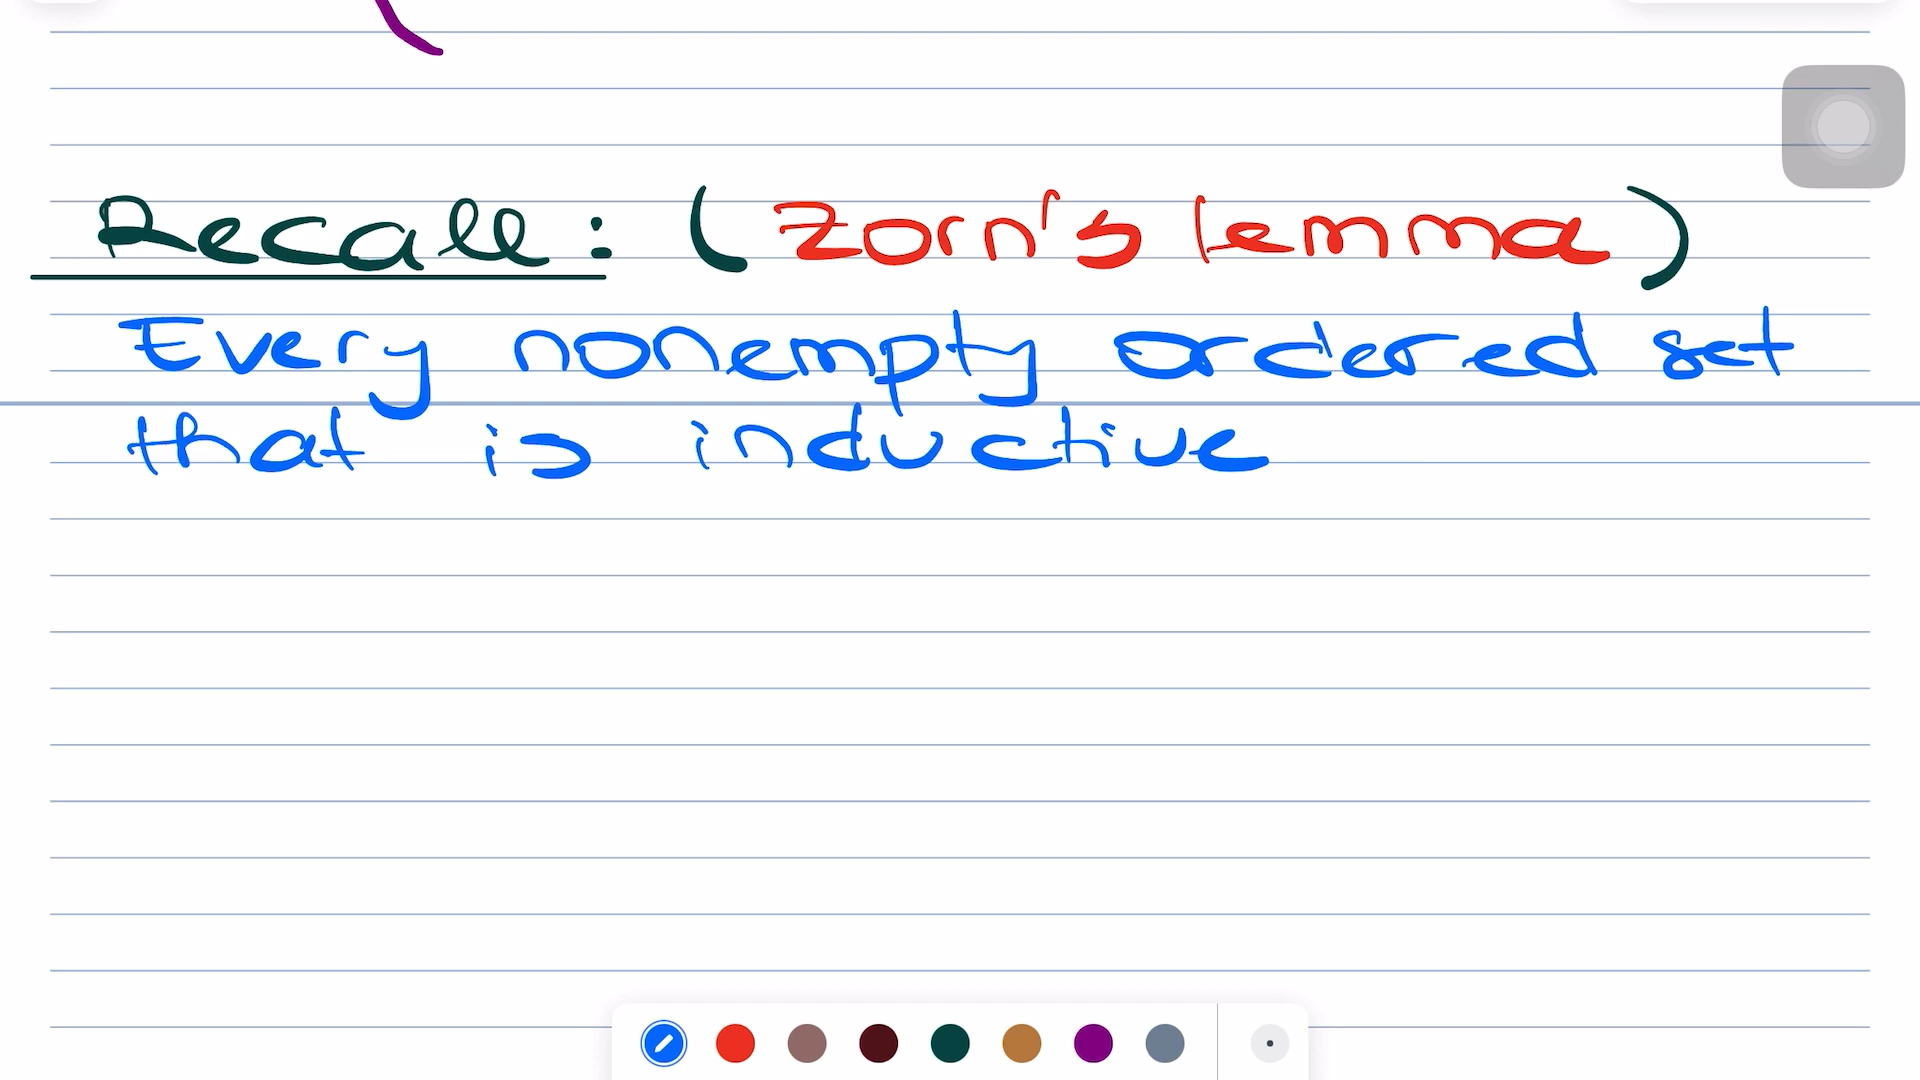 Recall: (Zorn's lemma)
Every nonempty ordered set
that is inductive